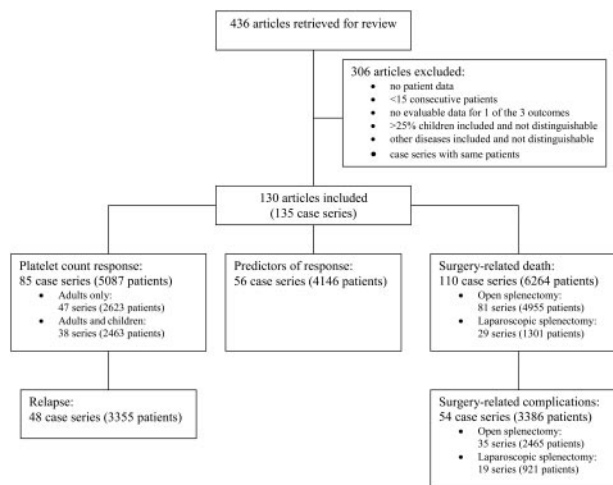 436 articles retrieved for review
306 articles excluded:
• no patient data
• <15 consecutive patients
• no evaluable data for 1 of the 3 outcomes
• >25% children included and not distinguishable
• other diseases included and not distinguishable
• case series with same patients
130 articles included
(135 case series)
Platelet count response:
85 case series (5087 patients)
• Adults only:
47 series (2623 patients)
• Adults and children:
38 series (2463 patients)
Predictors of response:
56 case series (4146 patients)
Surgery-related death:
110 case series (6264 patients)
• Open splenectomy:
81 series (4955 patients)
• Laparoscopic splenectomy:
29 series (1301 patients)
Relapse:
48 case series (3355 patients)
Surgery-related complications:
54 case series (3386 patients)
• Open splenectomy:
35 series (2465 patients)
• Laparoscopic splenectomy:
19 series (921 patients)